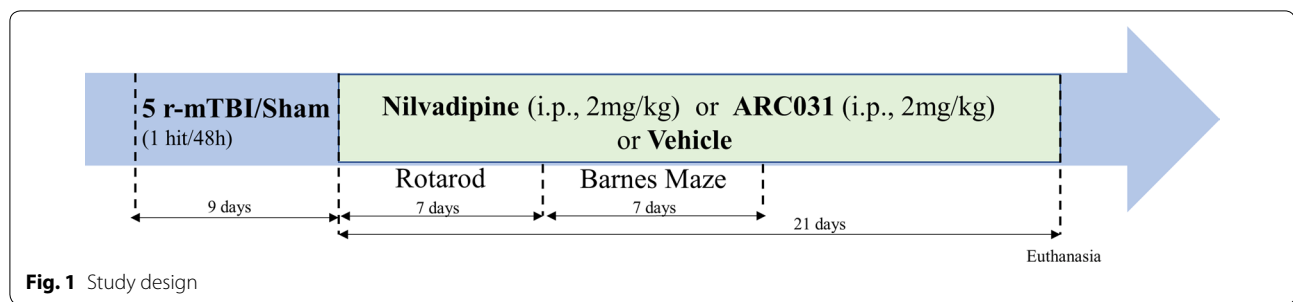 5 r-mTBI/Sham
(1 hit/48h)
Nilvadipine (i.p., 2mg/kg) or ARC031 (i.p., 2mg/kg)
or Vehicle
Rotarod
Barnes Maze
9 days
7 days
7 days
21 days
Euthanasia
Fig. 1 Study design